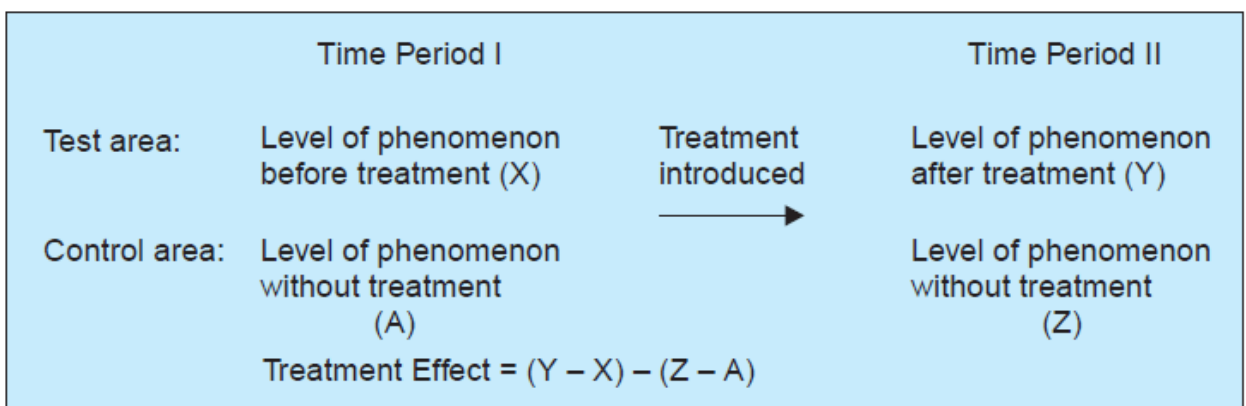 Time Period I Time Period II
Test area: Level of phenomenon Treatment Level of phenomenon
before treatment (X) introduced after treatment (Y)
Control area: Level of phenomenon Level of phenomenon
without treatment without treatment
(A) (Z)
Treatment Effect = (Y – X) – (Z – A)